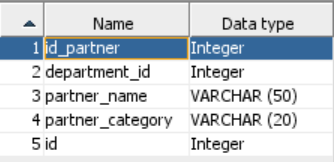 Name Data type
1 id_partner Integer
2 department_id Integer
3 partner_name VARCHAR (50)
4 partner_category VARCHAR (20)
5 id Integer